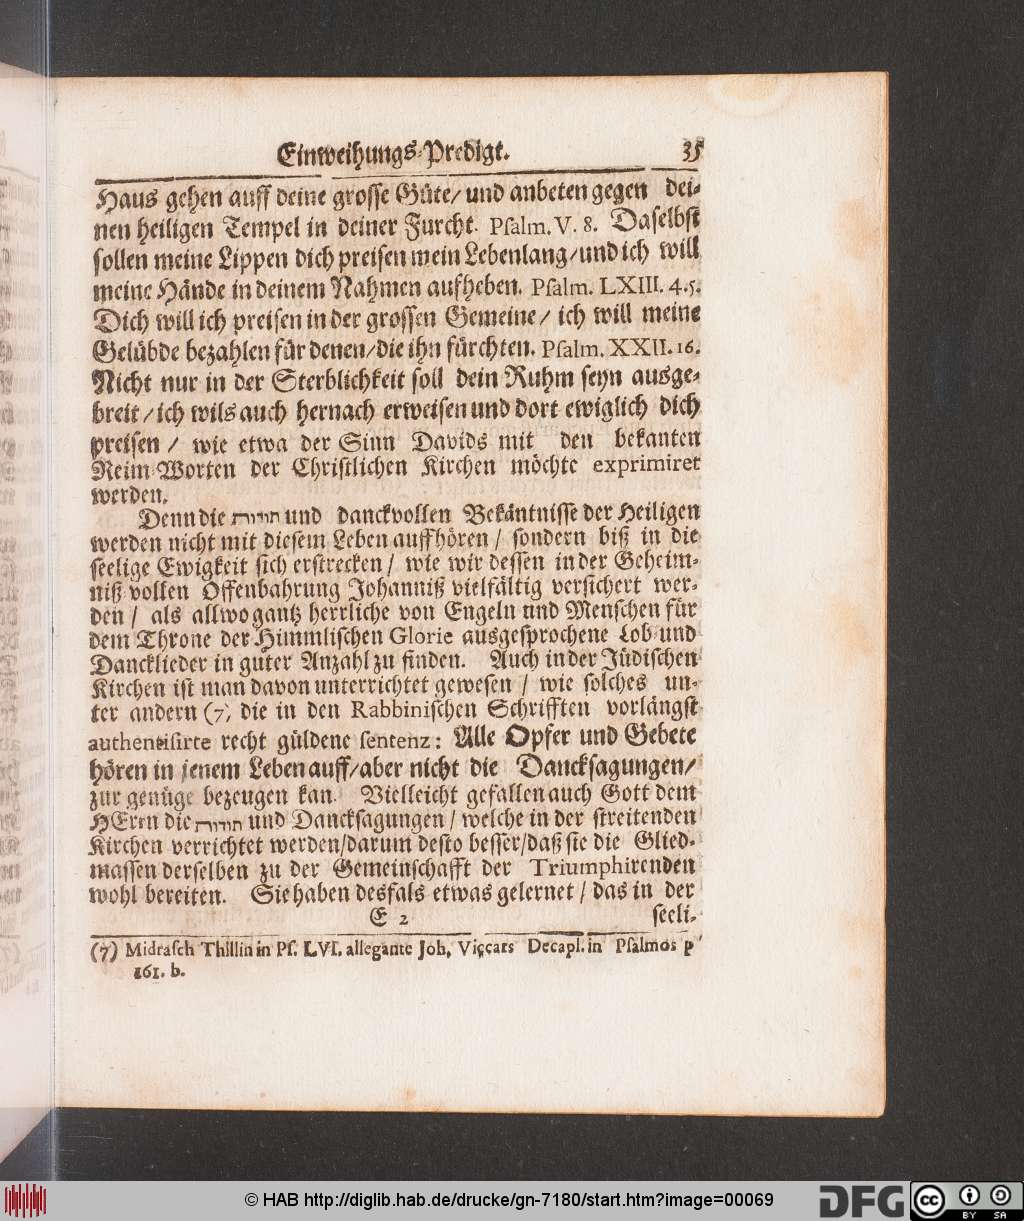 Einweihungs-Predigt. 35
Haus gehen auff deine grosse Güte/ und anbeten gegen dei-
nen heiligen Tempel in deiner Furcht. Psalm. V. 8. Daselbst
sollen meine Lippen dich preisen mein Lebenlang/und ich will
meine Hände in deinem Nahmen aufheben. Psalm. LXIII. 4.5.
Dich will ich preisen in der grossen Gemeine/ ich will meine
Gelübde bezahlen für denen/die ihn fürchten. Psalm. XXII. 16.
Nicht nur in der Sterblichkeit soll dein Ruhm seyn ausge-
breit/ich wils auch hernach erweisen und dort ewiglich dich
preisen/ wie etwa der Sinn Davids mit den bekanten
Reim-Worten der Christlichen Kirchen möchte exprimiret
werden.
Denn die תודות und danckvollen Bekäntnisse der Heiligen
werden nicht mit diesem Leben auffhören/ sondern biß in die
seelige Ewigkeit sich erstrecken/ wie wir dessen in der Geheim-
niß vollen Offenbahrung Johanniß vielfältig versichert wer-
den/ als allwo gantz herrliche von Engeln und Menschen für
dem Throne der Himmlischen Glorie ausgesprochene Lob-und
Dancklieder in guter Anzahl zu finden. Auch in der Jüdischen
Kirchen ist man davon unterrichtet gewesen/ wie solches un-
ter andern (7) die in den Rabbinischen Schrifften vorlängst
authentisirte recht güldene sentenz: Alle Opfer und Gebete
hören in jenem Leben auff/aber nicht die Dancksagungen/
zur genüge bezeugen kan. Vielleicht gefallen auch Gott dem
HErrn die תודות und Dancksagungen/ welche in der streitenden
Kirchen verrichtet werden/darum desto besser/daß sie die Glied-
massen derselben zu der Gemeinschafft der Triumphirenden
wohl bereiten. Sie haben desfals etwas gelernet/ das in der
E 2 seeli-
(7) Midrasch Thillin in Ps. LVI. allegante Joh. Viccars Decapl. in Psalmos p
161. b.
© HAB http://diglib.hab.de/drucke/gn-7180/start.htm?image=00069
DFG
cc BY SA